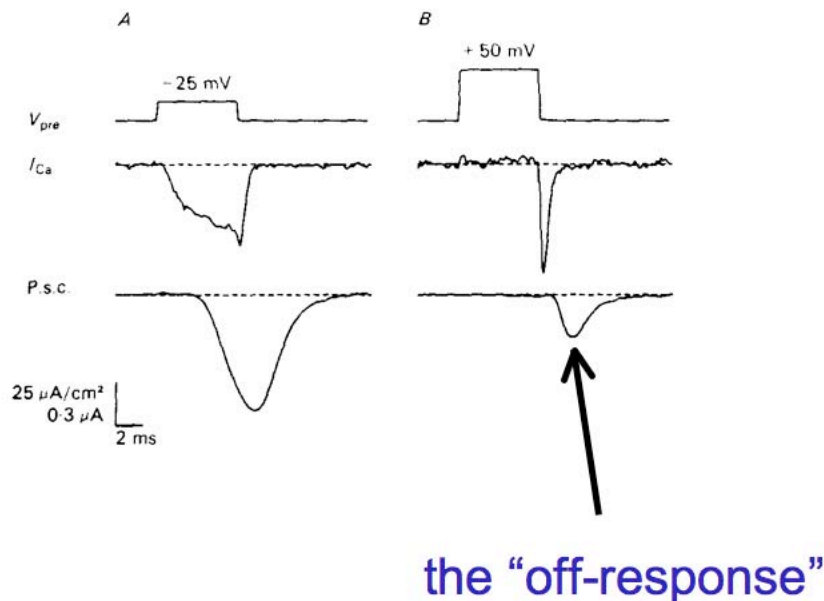 A
B
−25 mV
+ 50 mV
Vpre
ICa
P.s.c.
25 μA/cm²
0·3 μA
2 ms
the “off-response”